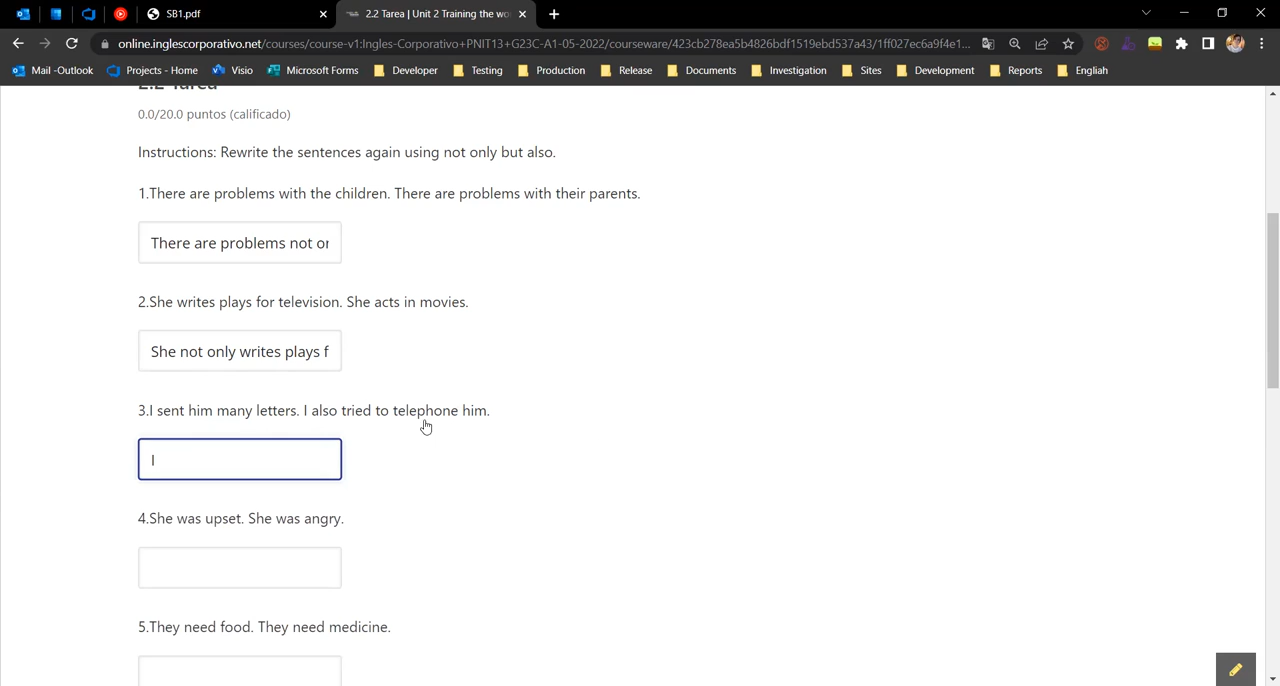 SB1.pdf
2.2 Tarea | Unit 2 Training the wo
online.inglescorporativo.net/courses/course-v1:Ingles-Corporativo+PNIT13+G23C-A1-05-2022/courseware/423cb278ea5b4826bdf1519ebd537a43/1ff027ec6a9f4e1...
Mail -Outlook Projects - Home Visio Microsoft Forms Developer Testing Production Release Documents Investigation Sites Development Reports Engliah
2.2 Tarea
0.0/20.0 puntos (calificado)
Instructions: Rewrite the sentences again using not only but also.
1.There are problems with the children. There are problems with their parents.
There are problems not or
2.She writes plays for television. She acts in movies.
She not only writes plays f
3.I sent him many letters. I also tried to telephone him.
I
4.She was upset. She was angry.
5.They need food. They need medicine.